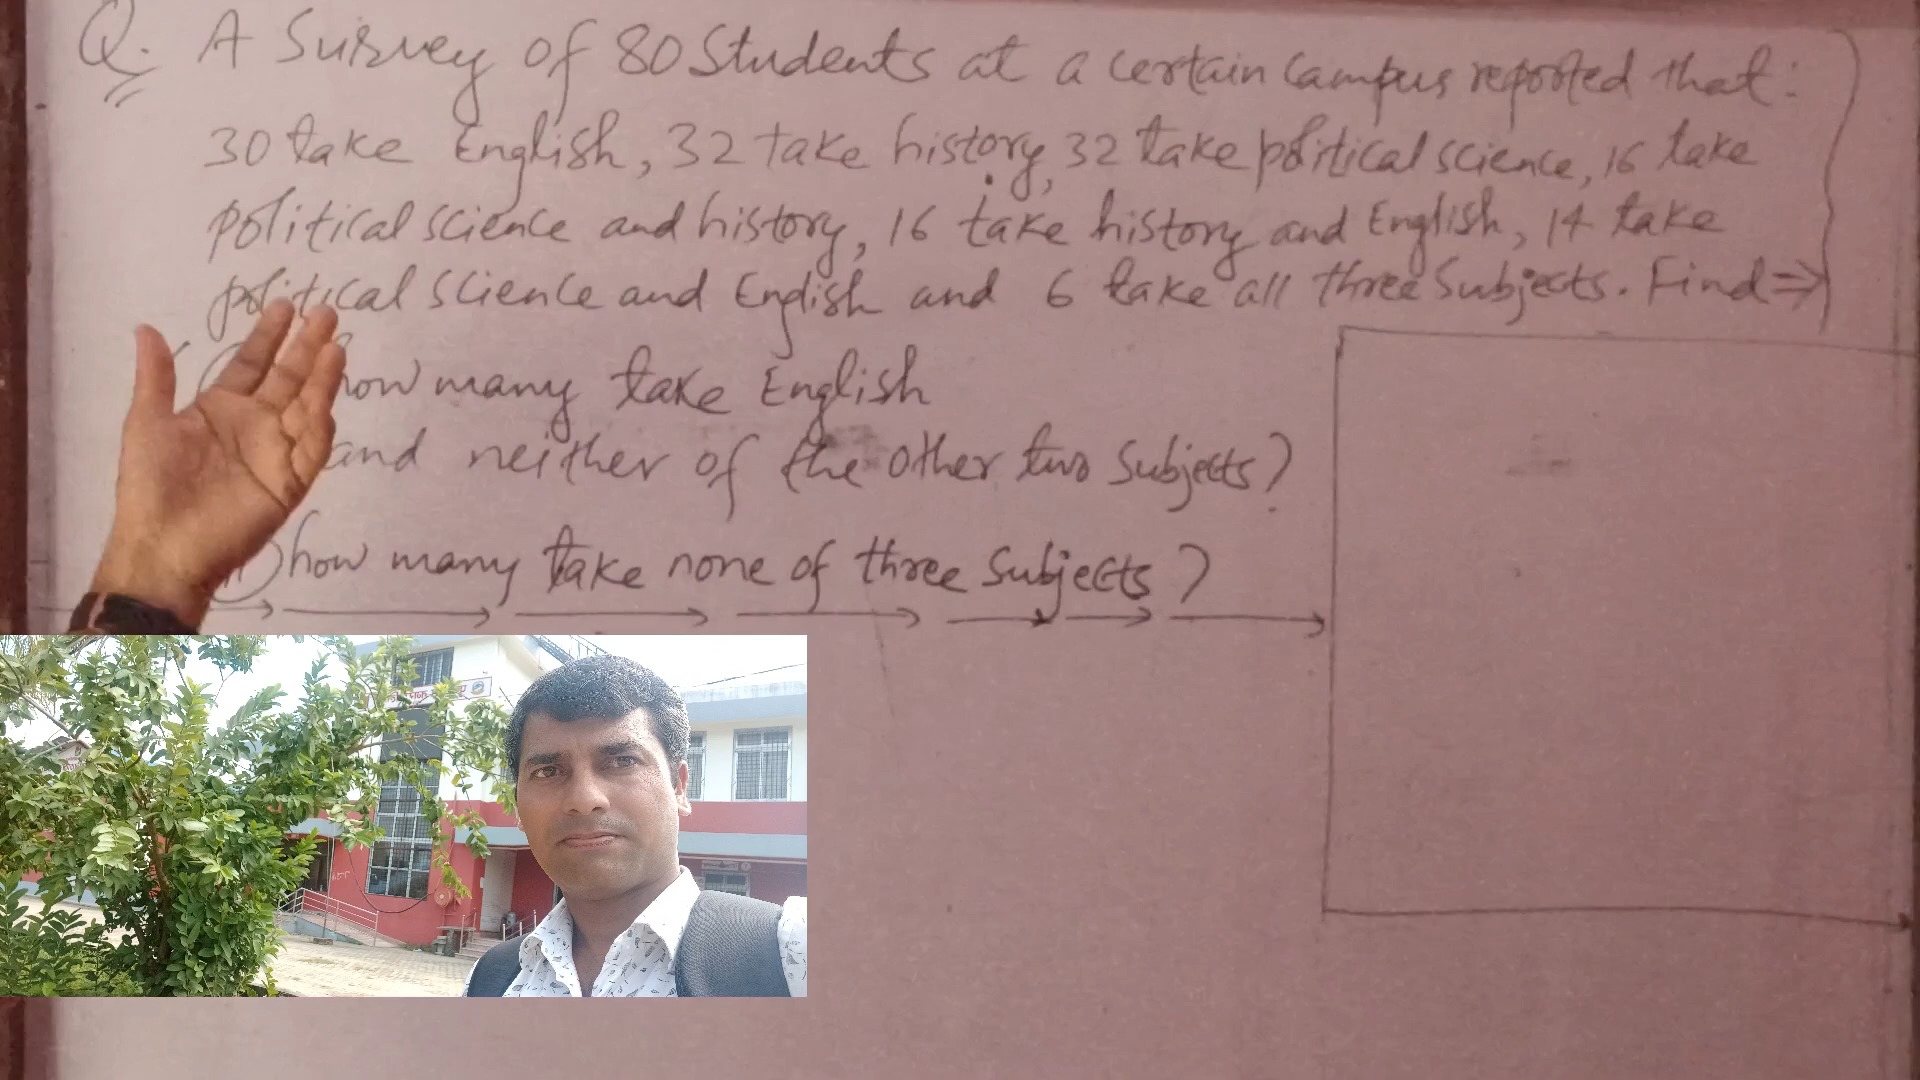 Q. A Survey of 80 Students at a certain campus reported that:
30 take English, 32 take history, 32 take political science, 16 take
political science and history, 16 take history and English, 14 take
political science and English and 6 take all three Subjects. Find ⇒
how many take English
and neither of the other two Subjects?
how many take none of three Subjects?